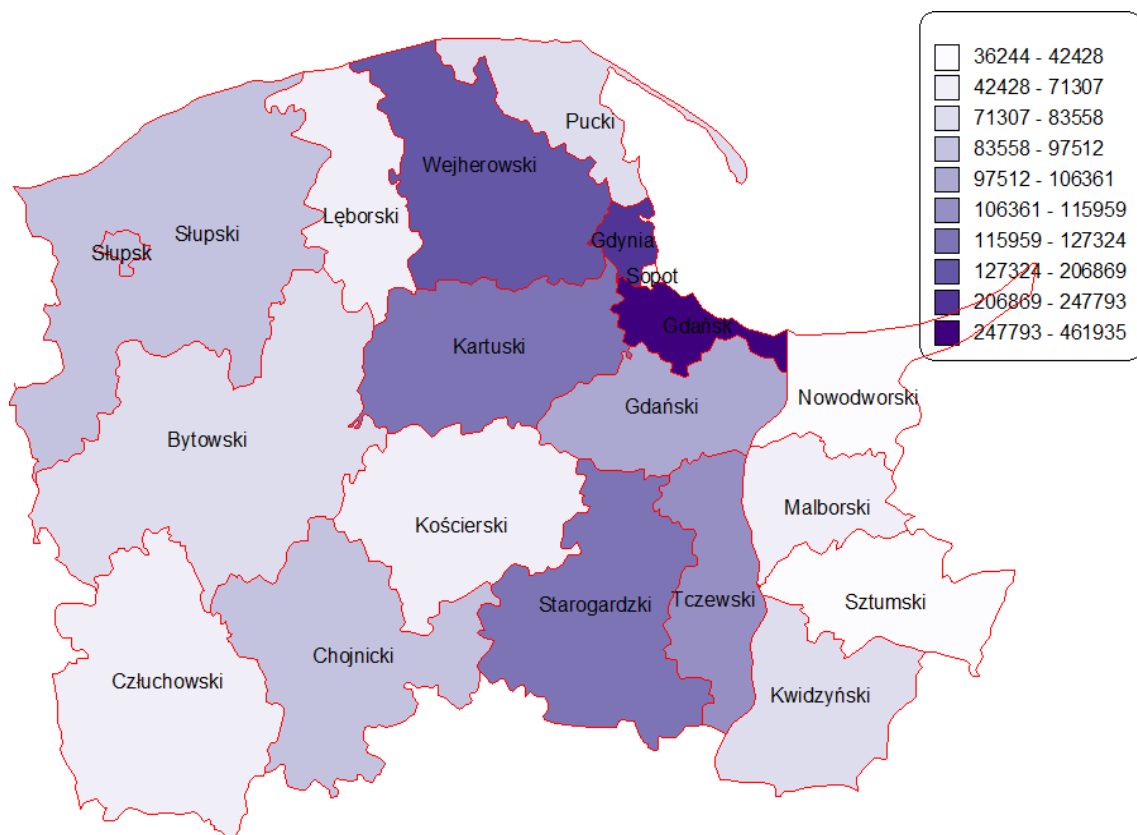 36244 - 42428
42428 - 71307
71307 - 83558
83558 - 97512
97512 - 106361
106361 - 115959
115959 - 127324
127324 - 206869
206869 - 247793
247793 - 461935
Pucki
Wejherowski
Lęborski
Słupski
Gdynia
Słupsk
Sopot
Gdańsk
Kartuski
Nowodworski
Gdański
Bytowski
Malborski
Kościerski
Starogardzki
Tczewski
Sztumski
Chojnicki
Człuchowski
Kwidzyński